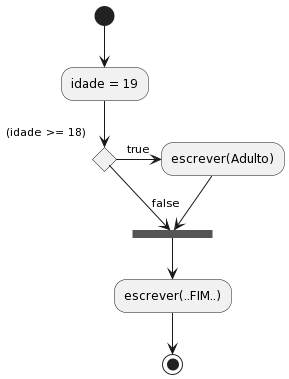 idade = 19
(idade >= 18)
true
escrever(Adulto)
false
escrever(..FIM..)